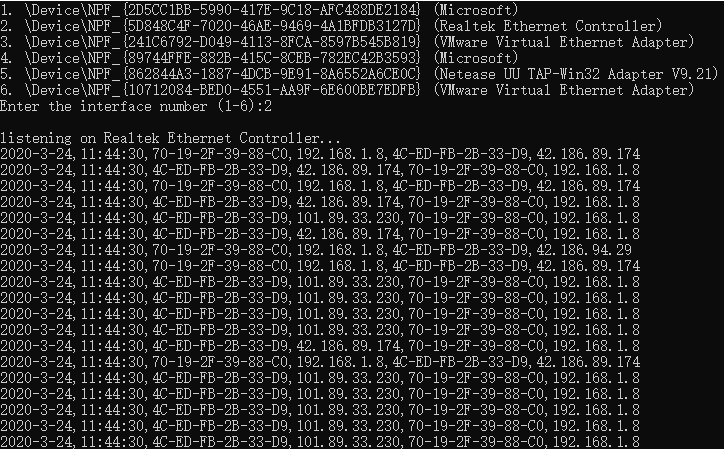 1. \Device\NPF_{2D5CC1BB-5990-417E-9C18-AFC488DE2184} (Microsoft)
2. \Device\NPF_{5D848C4F-7020-46AE-9469-4A1BFDB3127D} (Realtek Ethernet Controller)
3. \Device\NPF_{241C6792-D049-4113-8FCA-8597B545B819} (VMware Virtual Ethernet Adapter)
4. \Device\NPF_{89744FFE-882B-415C-8CEB-782EC42B3593} (Microsoft)
5. \Device\NPF_{862844A3-1887-4DCB-9E91-8A6552A6CE0C} (Netease UU TAP-Win32 Adapter V9.21)
6. \Device\NPF_{10712084-BED0-4551-AA9F-6E600BE7EDFB} (VMware Virtual Ethernet Adapter)
Enter the interface number (1-6):2
listening on Realtek Ethernet Controller...
2020-3-24,11:44:30,70-19-2F-39-88-C0,192.168.1.8,4C-ED-FB-2B-33-D9,42.186.89.174
2020-3-24,11:44:30,4C-ED-FB-2B-33-D9,42.186.89.174,70-19-2F-39-88-C0,192.168.1.8
2020-3-24,11:44:30,4C-ED-FB-2B-33-D9,42.186.89.174,70-19-2F-39-88-C0,192.168.1.8
2020-3-24,11:44:30,4C-ED-FB-2B-33-D9,42.186.89.174,70-19-2F-39-88-C0,192.168.1.8
2020-3-24,11:44:30,4C-ED-FB-2B-33-D9,101.89.33.230,70-19-2F-39-88-C0,192.168.1.8
2020-3-24,11:44:30,4C-ED-FB-2B-33-D9,42.186.89.174,70-19-2F-39-88-C0,192.168.1.8
2020-3-24,11:44:30,70-19-2F-39-88-C0,192.168.1.8,4C-ED-FB-2B-33-D9,42.186.94.29
2020-3-24,11:44:30,70-19-2F-39-88-C0,192.168.1.8,4C-ED-FB-2B-33-D9,42.186.89.174
2020-3-24,11:44:30,4C-ED-FB-2B-33-D9,101.89.33.230,70-19-2F-39-88-C0,192.168.1.8
2020-3-24,11:44:30,4C-ED-FB-2B-33-D9,101.89.33.230,70-19-2F-39-88-C0,192.168.1.8
2020-3-24,11:44:30,4C-ED-FB-2B-33-D9,101.89.33.230,70-19-2F-39-88-C0,192.168.1.8
2020-3-24,11:44:30,4C-ED-FB-2B-33-D9,101.89.33.230,70-19-2F-39-88-C0,192.168.1.8
2020-3-24,11:44:30,4C-ED-FB-2B-33-D9,42.186.89.174,70-19-2F-39-88-C0,192.168.1.8
2020-3-24,11:44:30,70-19-2F-39-88-C0,192.168.1.8,4C-ED-FB-2B-33-D9,42.186.89.174
2020-3-24,11:44:30,4C-ED-FB-2B-33-D9,101.89.33.230,70-19-2F-39-88-C0,192.168.1.8
2020-3-24,11:44:30,4C-ED-FB-2B-33-D9,101.89.33.230,70-19-2F-39-88-C0,192.168.1.8
2020-3-24,11:44:30,4C-ED-FB-2B-33-D9,101.89.33.230,70-19-2F-39-88-C0,192.168.1.8
2020-3-24,11:44:30,4C-ED-FB-2B-33-D9,101.89.33.230,70-19-2F-39-88-C0,192.168.1.8
2020-3-24,11:44:30,4C-ED-FB-2B-33-D9,101.89.33.230,70-19-2F-39-88-C0,192.168.1.8